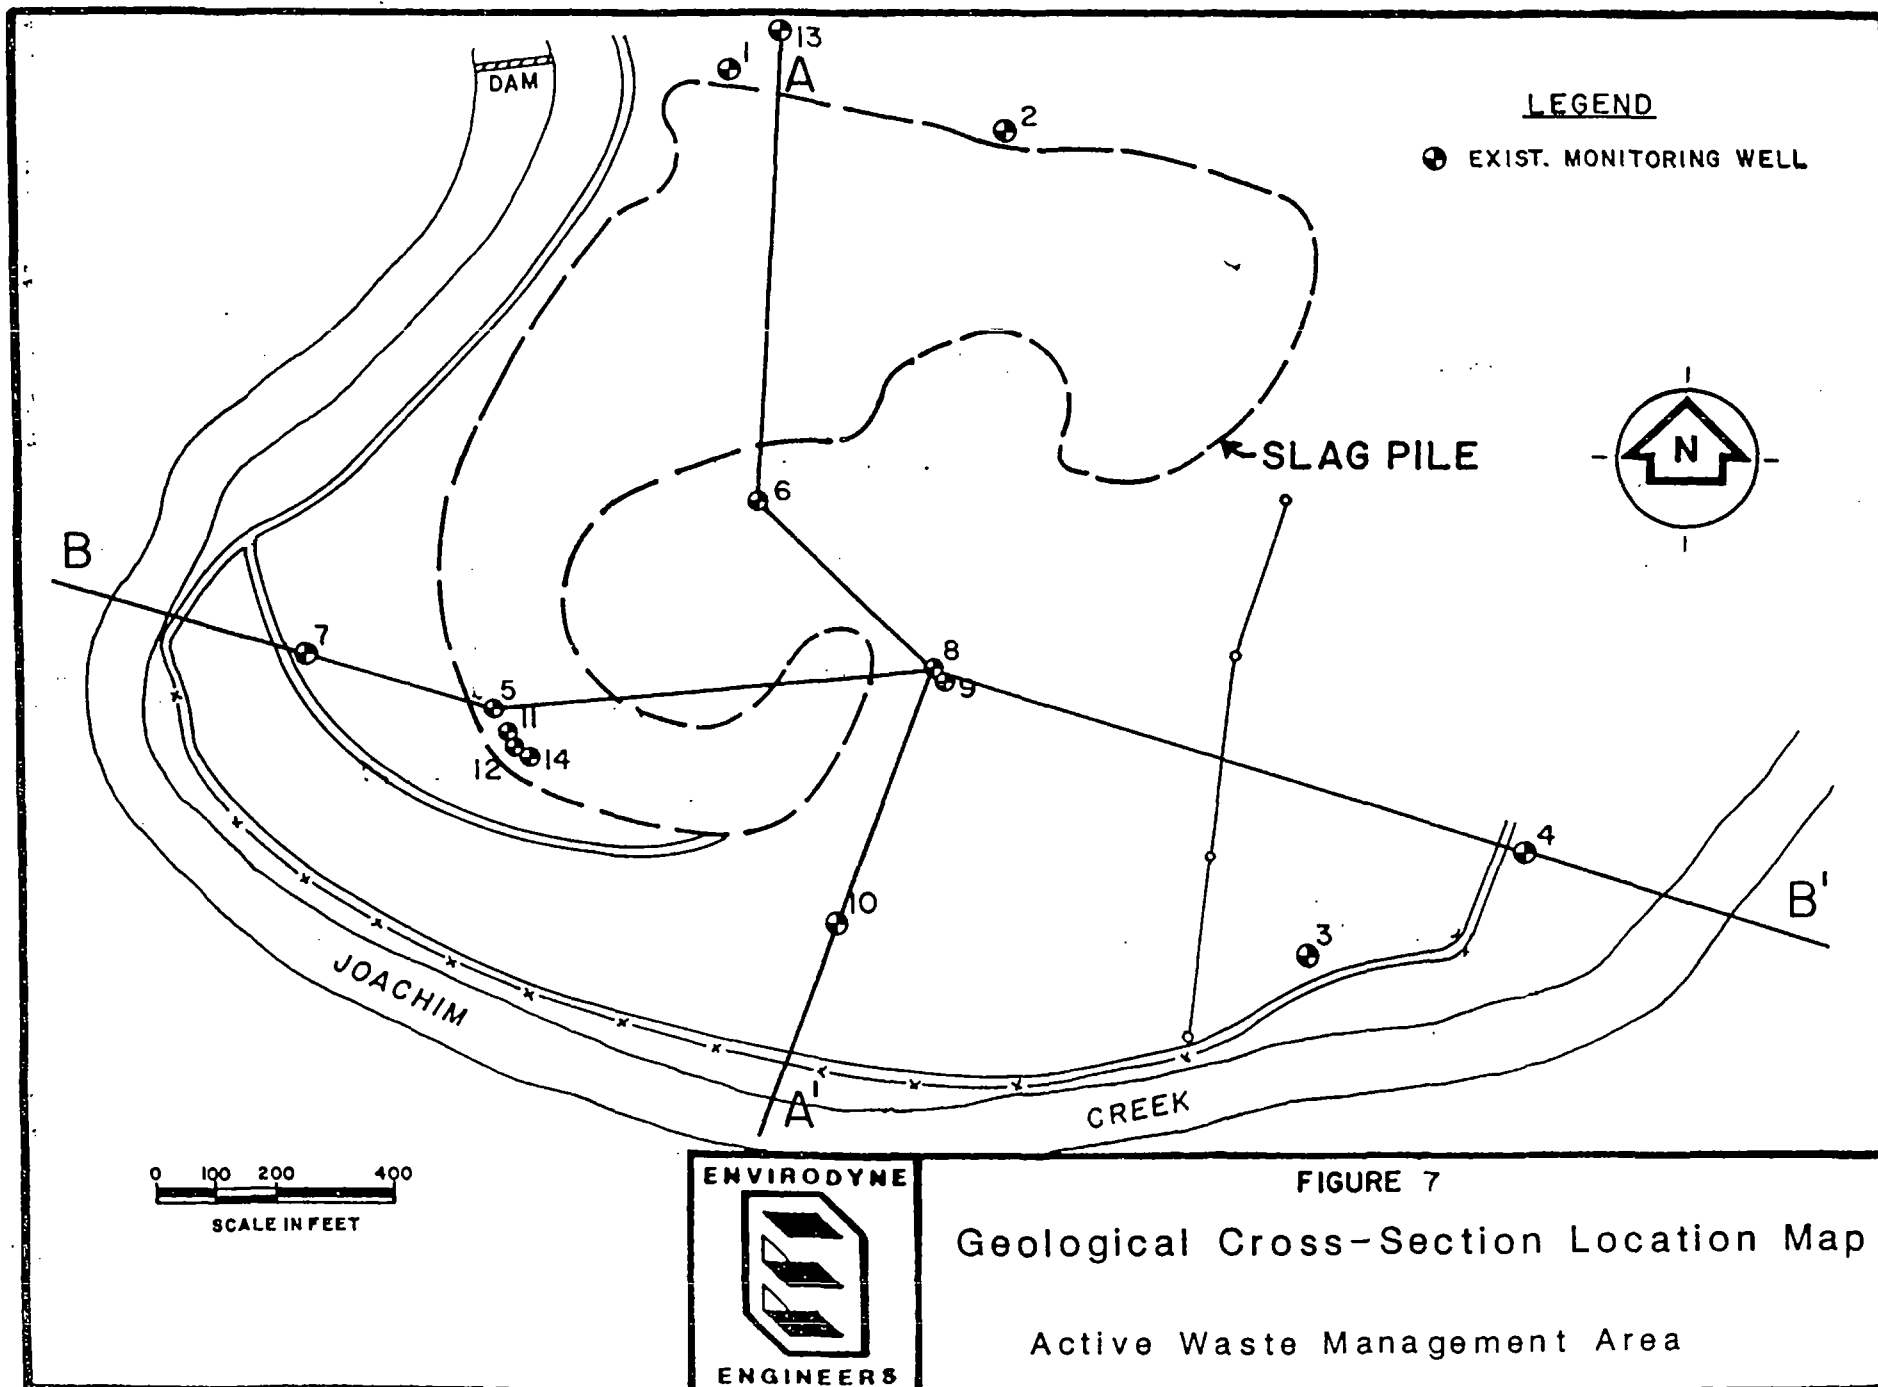 13
1
A
DAM
2
LEGEND
EXIST. MONITORING WELL
SLAG PILE
N
6
B
7
8
9
5
11
12
14
4
B'
10
3
JOACHIM
CREEK
A'
0 100 200 400
SCALE IN FEET
ENVIRODYNE
ENGINEERS
FIGURE 7
Geological Cross-Section Location Map
Active Waste Management Area